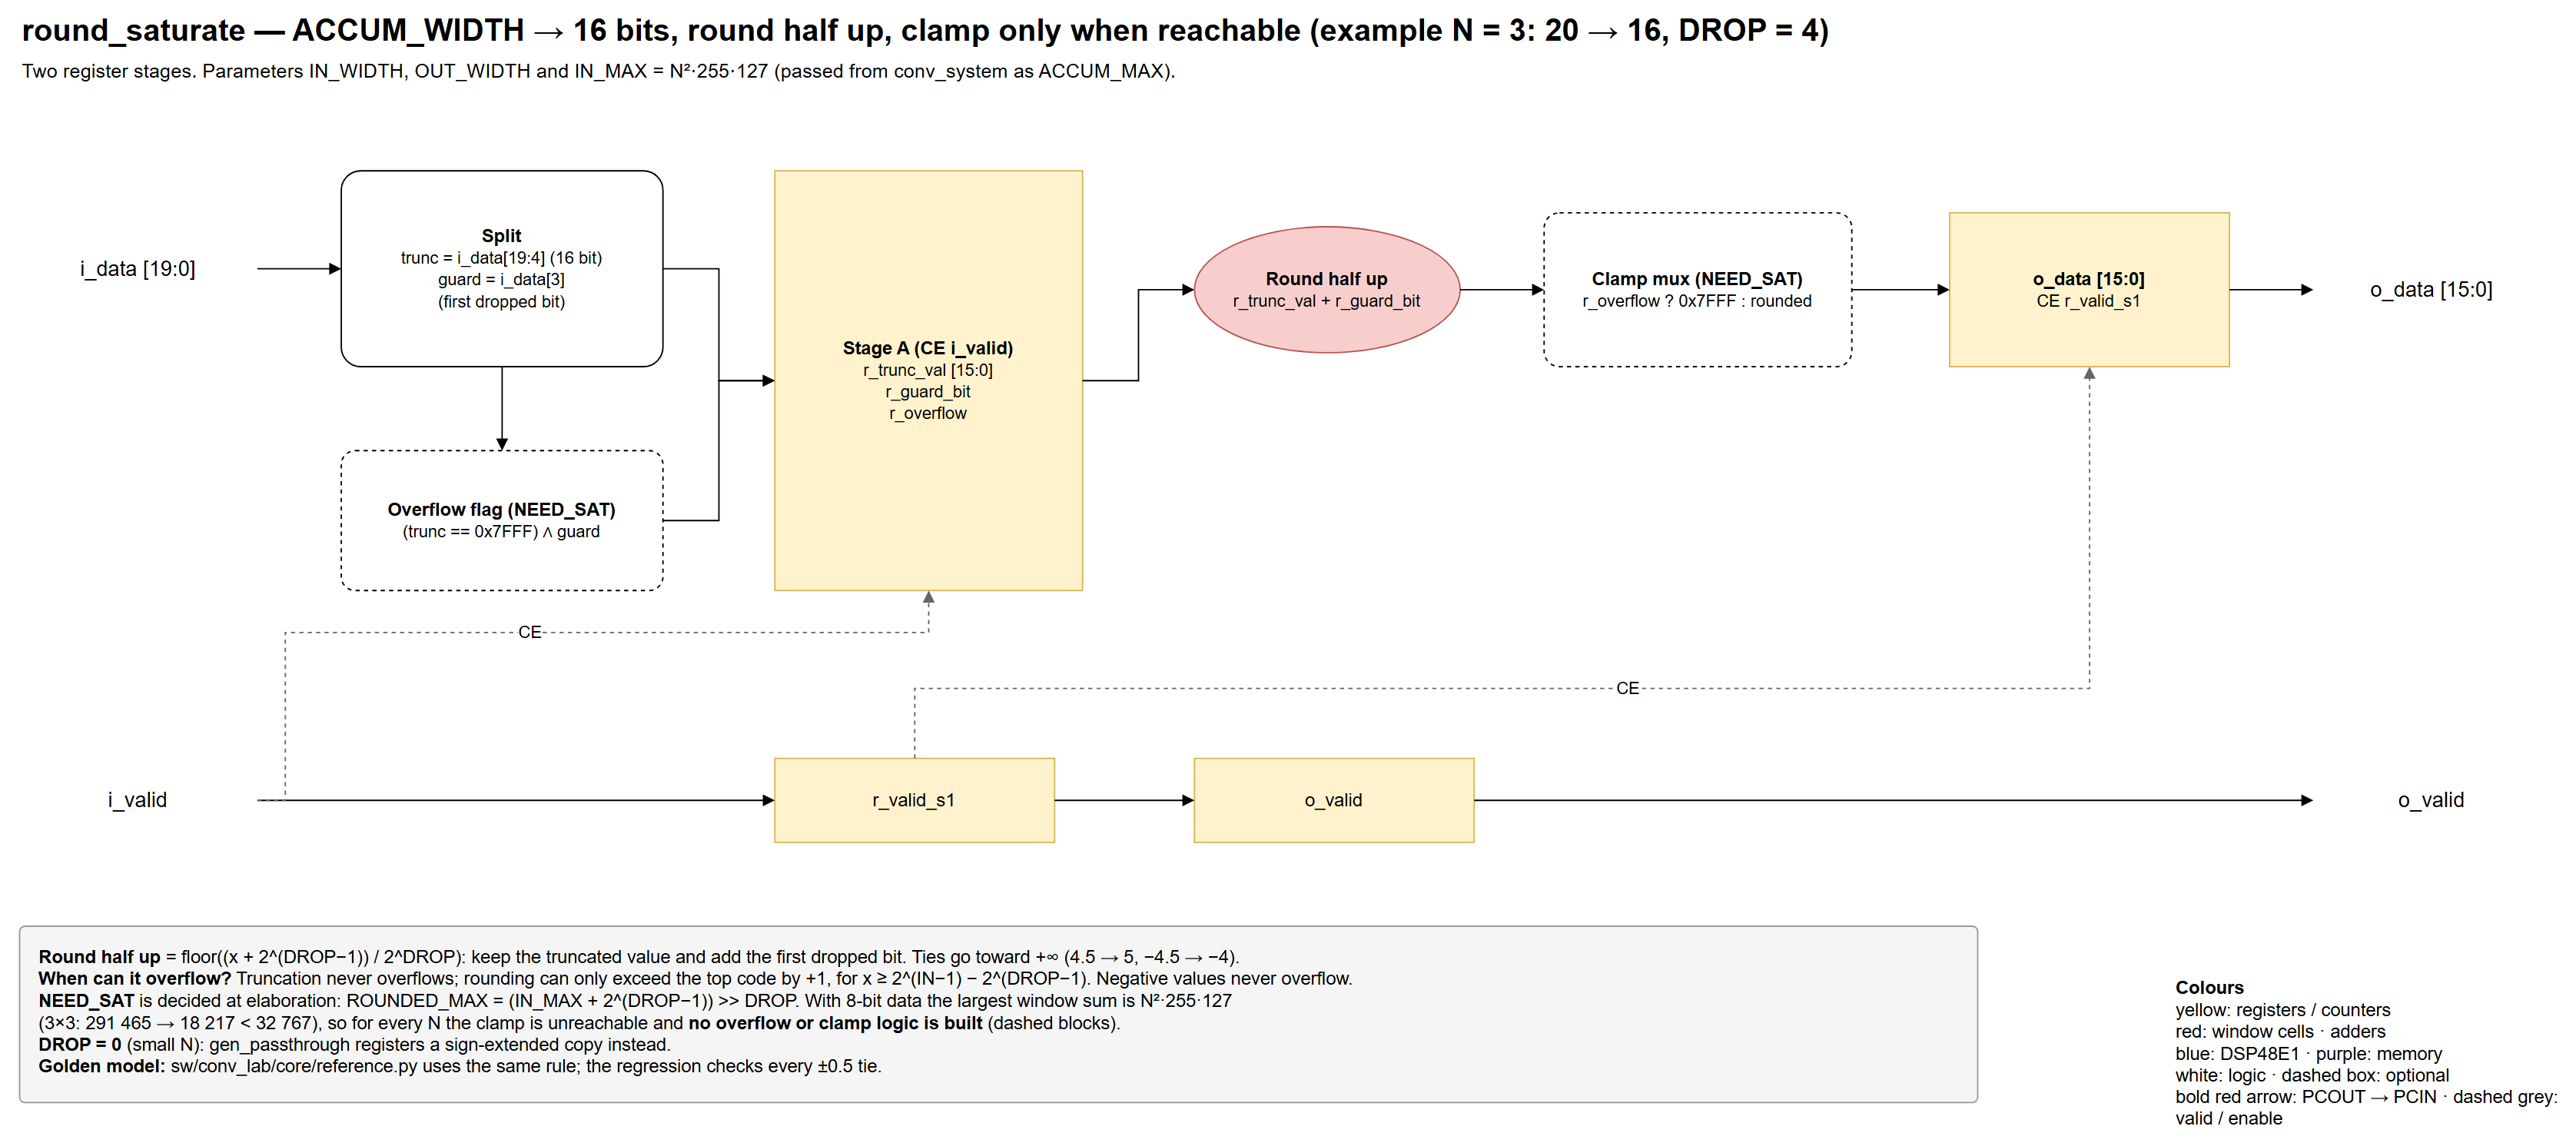 round_saturate — ACCUM_WIDTH → 16 bits, round half up, clamp only when reachable (example N = 3: 20 → 16, DROP = 4)
Two register stages. Parameters IN_WIDTH, OUT_WIDTH and IN_MAX = N²·255·127 (passed from conv_system as ACCUM_MAX).
i_data [19:0]
Split
trunc = i_data[19:4] (16 bit)
guard = i_data[3]
(first dropped bit)
Overflow flag (NEED_SAT)
(trunc == 0x7FFF) ∧ guard
Stage A (CE i_valid)
r_trunc_val [15:0]
r_guard_bit
r_overflow
Round half up
r_trunc_val + r_guard_bit
Clamp mux (NEED_SAT)
r_overflow ? 0x7FFF : rounded
o_data [15:0]
CE r_valid_s1
o_data [15:0]
CE
CE
i_valid
r_valid_s1
o_valid
o_valid
Round half up = floor((x + 2^(DROP−1)) / 2^DROP): keep the truncated value and add the first dropped bit. Ties go toward +∞ (4.5 → 5, −4.5 → −4).
When can it overflow? Truncation never overflows; rounding can only exceed the top code by +1, for x ≥ 2^(IN−1) − 2^(DROP−1). Negative values never overflow.
NEED_SAT is decided at elaboration: ROUNDED_MAX = (IN_MAX + 2^(DROP−1)) >> DROP. With 8-bit data the largest window sum is N²·255·127
(3×3: 291 465 → 18 217 < 32 767), so for every N the clamp is unreachable and no overflow or clamp logic is built (dashed blocks).
DROP = 0 (small N): gen_passthrough registers a sign-extended copy instead.
Golden model: sw/conv_lab/core/reference.py uses the same rule; the regression checks every ±0.5 tie.
Colours
yellow: registers / counters
red: window cells · adders
blue: DSP48E1 · purple: memory
white: logic · dashed box: optional
bold red arrow: PCOUT → PCIN · dashed grey:
valid / enable